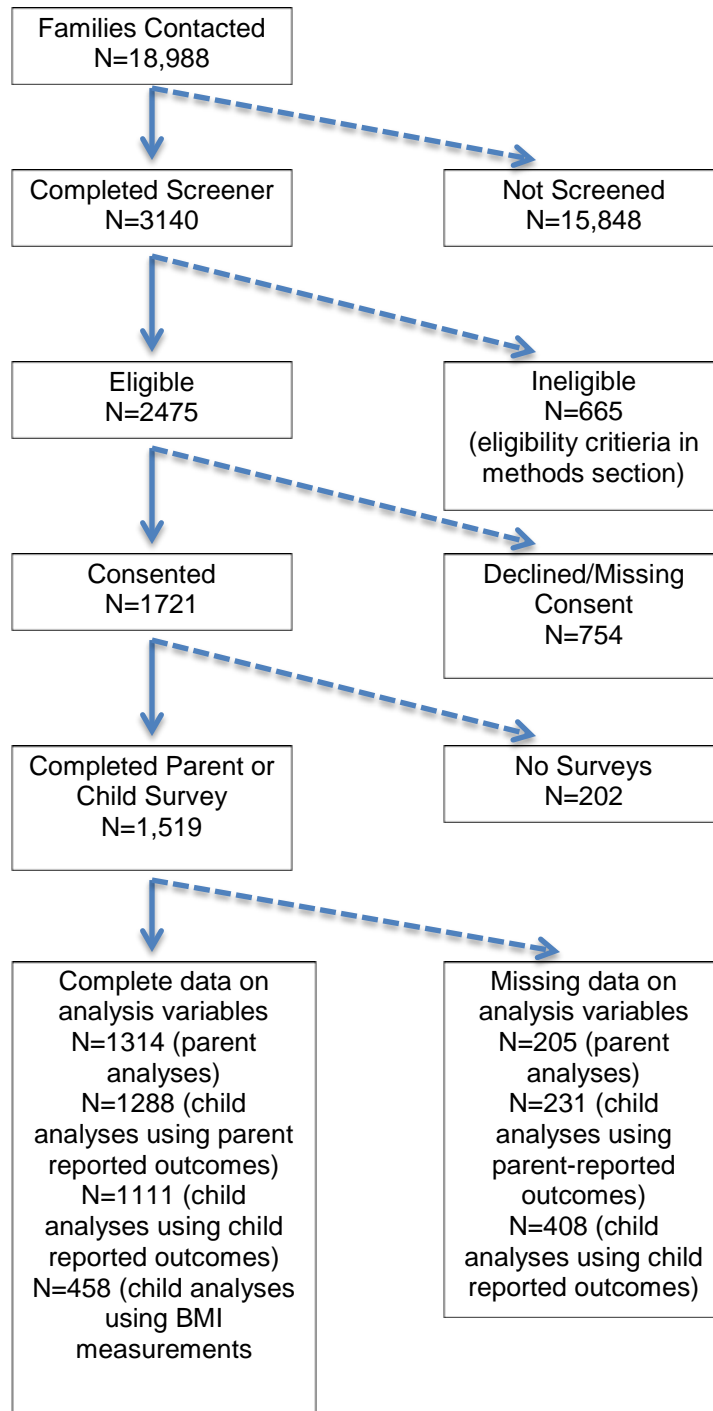 Families Contacted
N=18,988
Completed Screener
N=3140
Not Screened
N=15,848
Eligible
N=2475
Ineligible
N=665
(eligibility critieria in
methods section)
Consented
N=1721
Declined/Missing
Consent
N=754
Completed Parent or
Child Survey
N=1,519
No Surveys
N=202
Complete data on
analysis variables
N=1314 (parent
analyses)
N=1288 (child
analyses using parent
reported outcomes)
N=1111 (child
analyses using child
reported outcomes)
N=458 (child analyses
using BMI
measurements
Missing data on
analysis variables
N=205 (parent
analyses)
N=231 (child
analyses using
parent-reported
outcomes)
N=408 (child
analyses using child
reported outcomes)